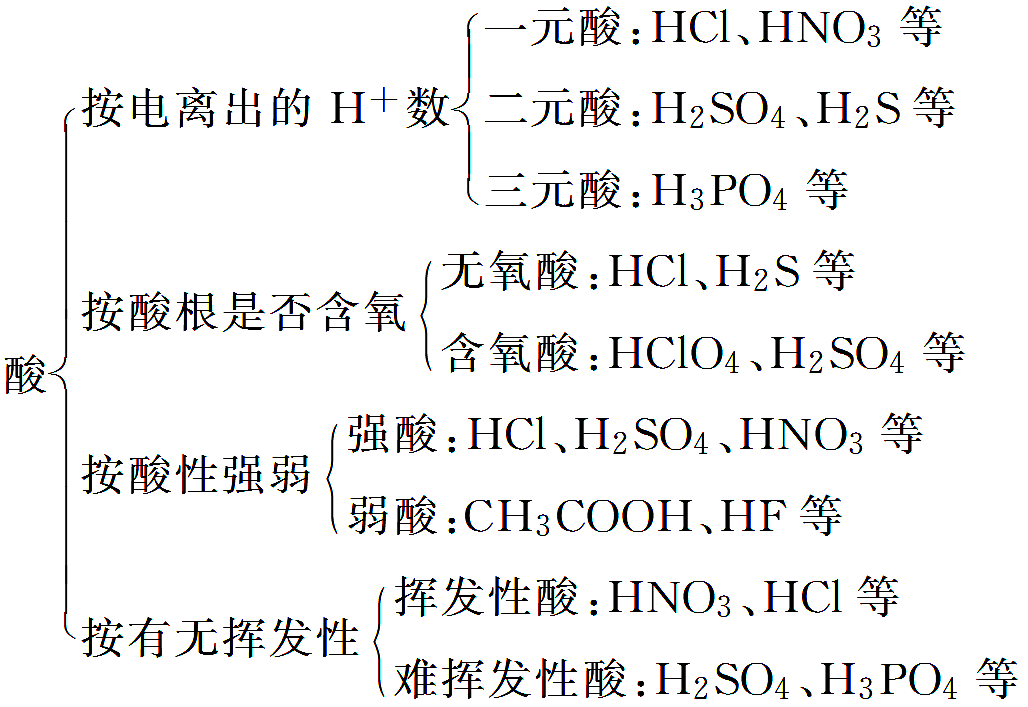 酸
按电离出的 H⁺数
一元酸:HCl、HNO₃ 等
二元酸:H₂SO₄、H₂S 等
三元酸:H₃PO₄ 等
按酸根是否含氧
无氧酸:HCl、H₂S 等
含氧酸:HClO₄、H₂SO₄ 等
按酸性强弱
强酸:HCl、H₂SO₄、HNO₃ 等
弱酸:CH₃COOH、HF 等
按有无挥发性
挥发性酸:HNO₃、HCl 等
难挥发性酸:H₂SO₄、H₃PO₄ 等